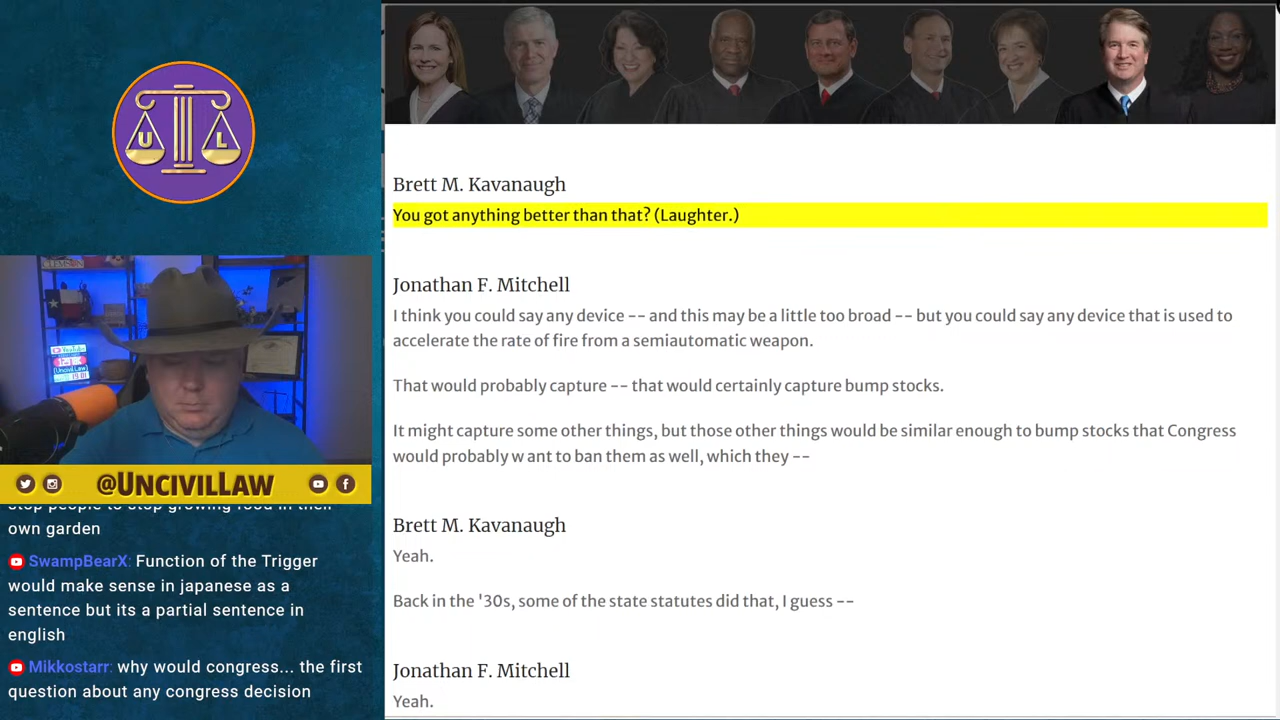 U L
@UNCIVILLAW
own garden
SwampBearX: Function of the Trigger
would make sense in japanese as a
sentence but its a partial sentence in
english
Mikkostarr: why would congress... the first
question about any congress decision
Brett M. Kavanaugh
You got anything better than that? (Laughter.)
Jonathan F. Mitchell
I think you could say any device -- and this may be a little too broad -- but you could say any device that is used to
accelerate the rate of fire from a semiautomatic weapon.
That would probably capture -- that would certainly capture bump stocks.
It might capture some other things, but those other things would be similar enough to bump stocks that Congress
would probably w ant to ban them as well, which they --
Brett M. Kavanaugh
Yeah.
Back in the '30s, some of the state statutes did that, I guess --
Jonathan F. Mitchell
Yeah.